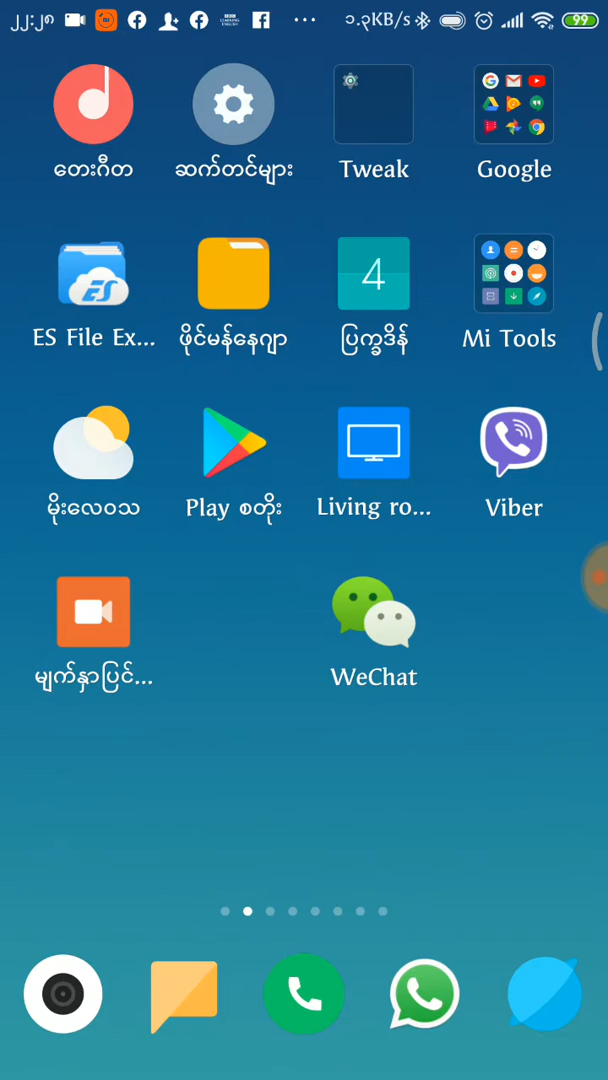 ၂၂:၂၈ ၁.၃KB/s 99
တေးဂီတ ဆက်တင်များ Tweak Google
ES File Ex... ဖိုင်မန်နေဂျာ ပြက္ခဒိန် Mi Tools
4
မိုးလေဝသ Play စတိုး Living ro... Viber
မျက်နှာပြင်... WeChat